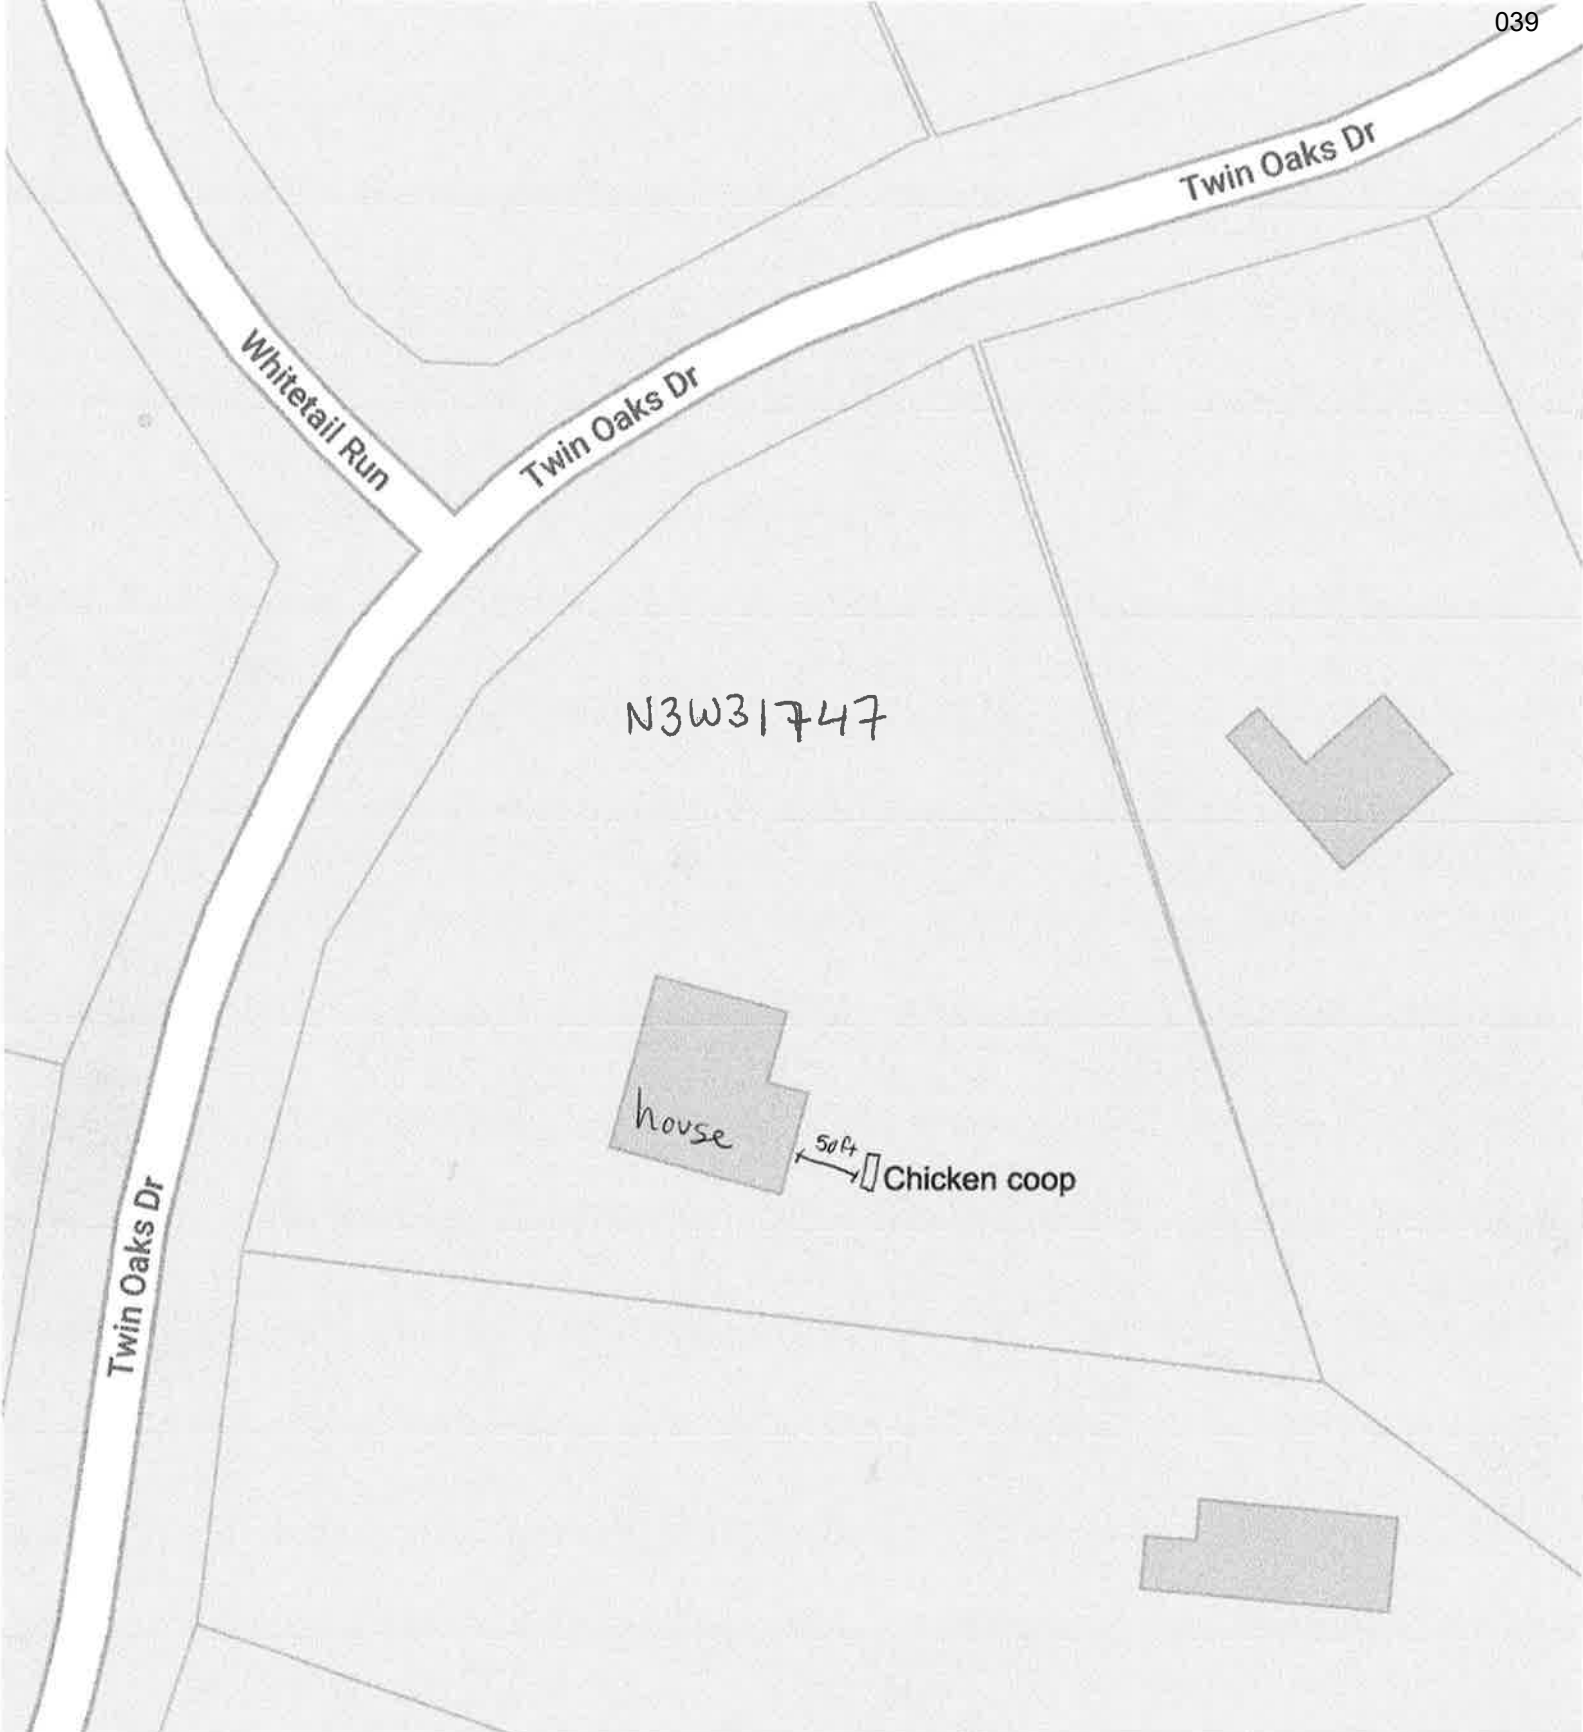 039
Twin Oaks Dr
Whitetail Run
Twin Oaks Dr
N3W31747
house
50ft
Chicken coop
Twin Oaks Dr